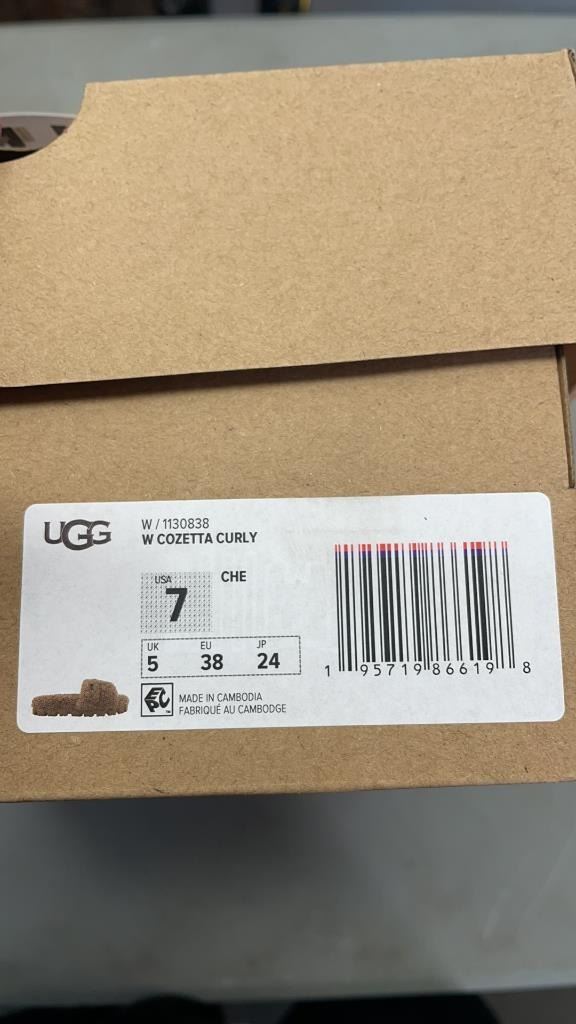 UGG
W / 1130838
W COZETTA CURLY
USA
7
CHE
UK EU JP
5 38 24
EPC
MADE IN CAMBODIA
FABRIQUÉ AU CAMBODGE
1 95719 86619 8